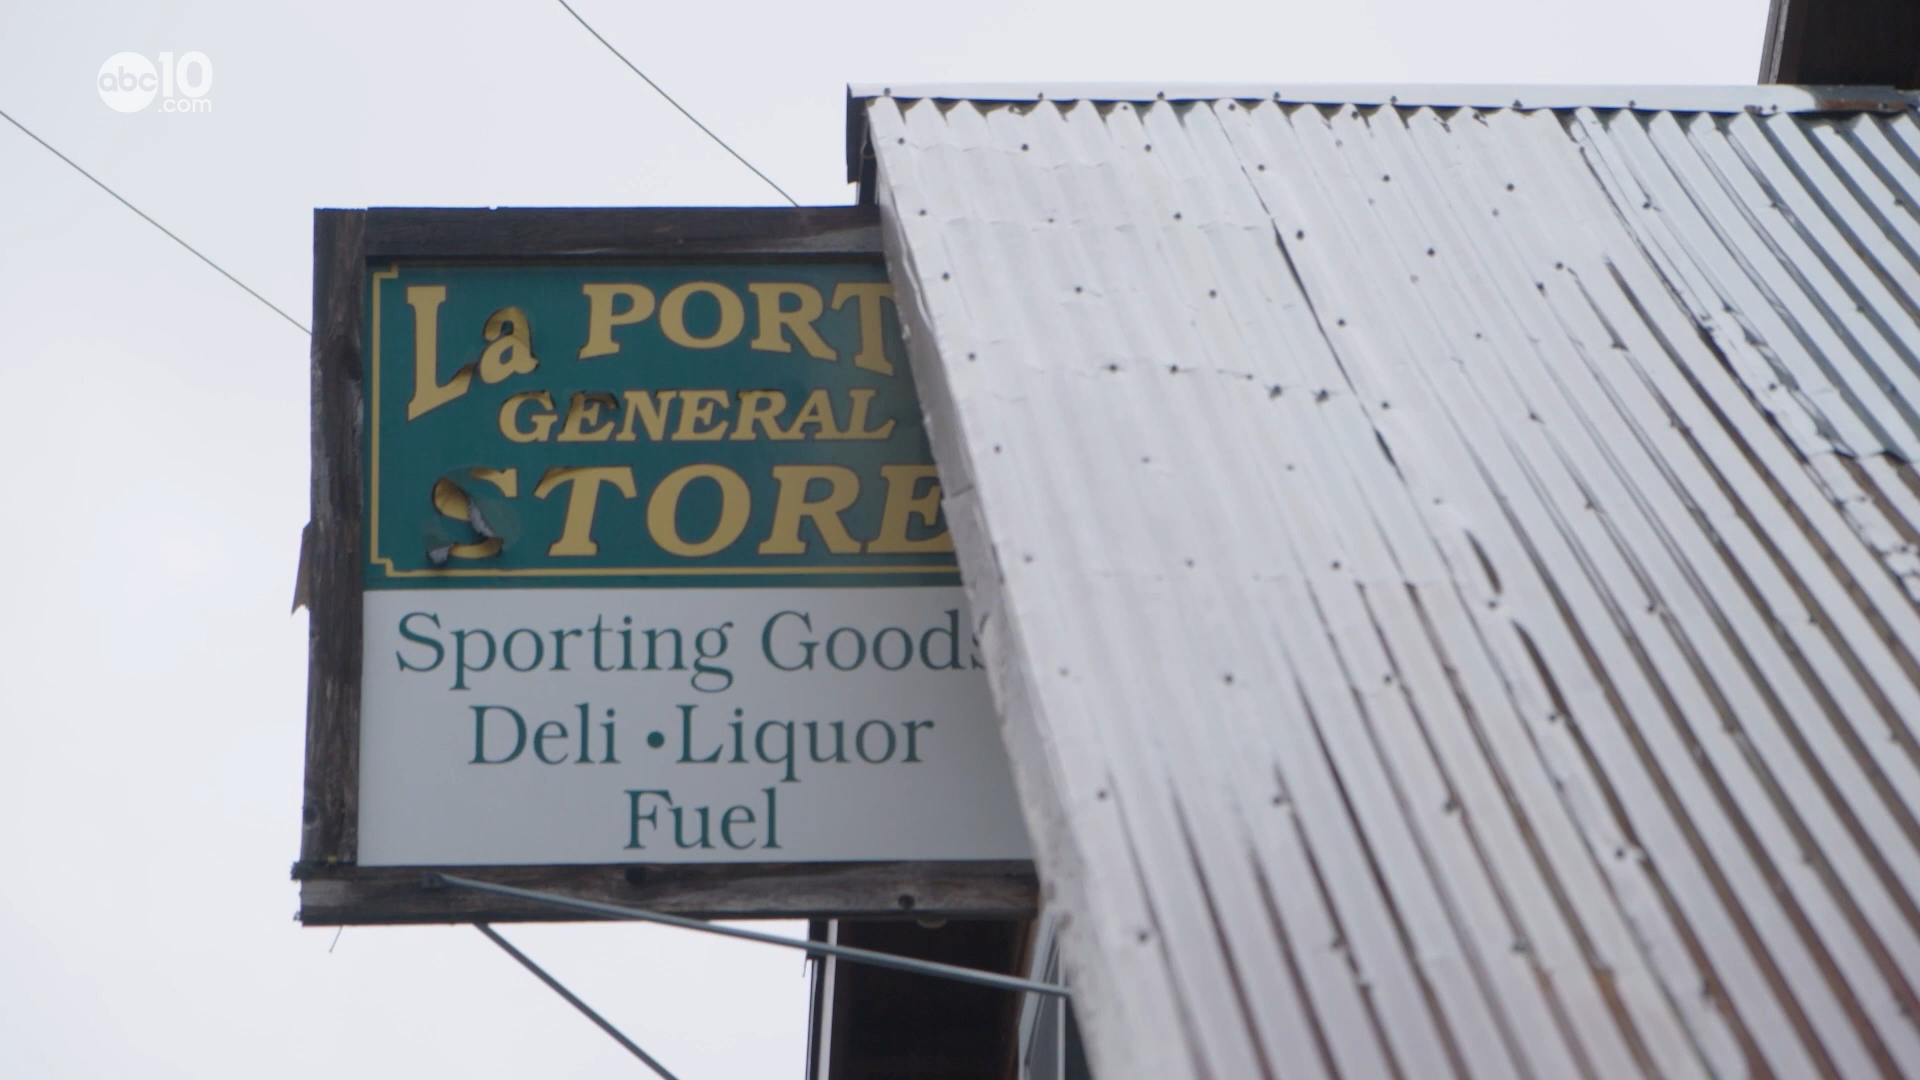 abc10
.com
La PORT
GENERAL
STORE
Sporting Goods
Deli • Liquor
Fuel